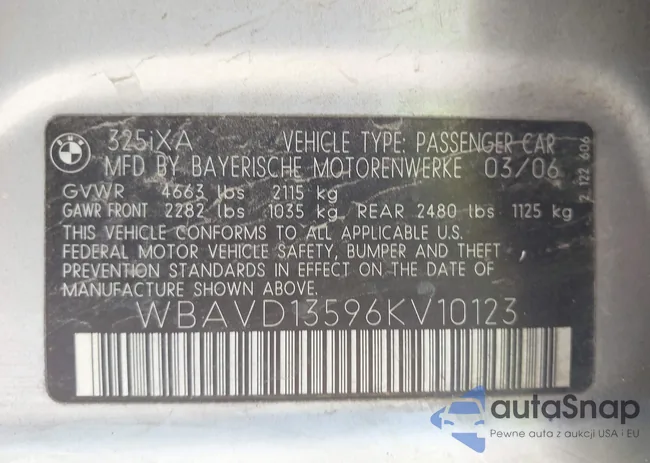 BMW
325iXA VEHICLE TYPE: PASSENGER CAR
MFD BY BAYERISCHE MOTORENWERKE 03/06
GVWR 4663 lbs 2115 kg
GAWR FRONT 2282 lbs 1035 kg REAR 2480 lbs 1125 kg
THIS VEHICLE CONFORMS TO ALL APPLICABLE U.S.
FEDERAL MOTOR VEHICLE SAFETY, BUMPER AND THEFT
PREVENTION STANDARDS IN EFFECT ON THE DATE OF
MANUFACTURE SHOWN ABOVE.
WBAVD13596KV10123
2 122 606
autaSnap
Pewne auta z aukcji USA i EU